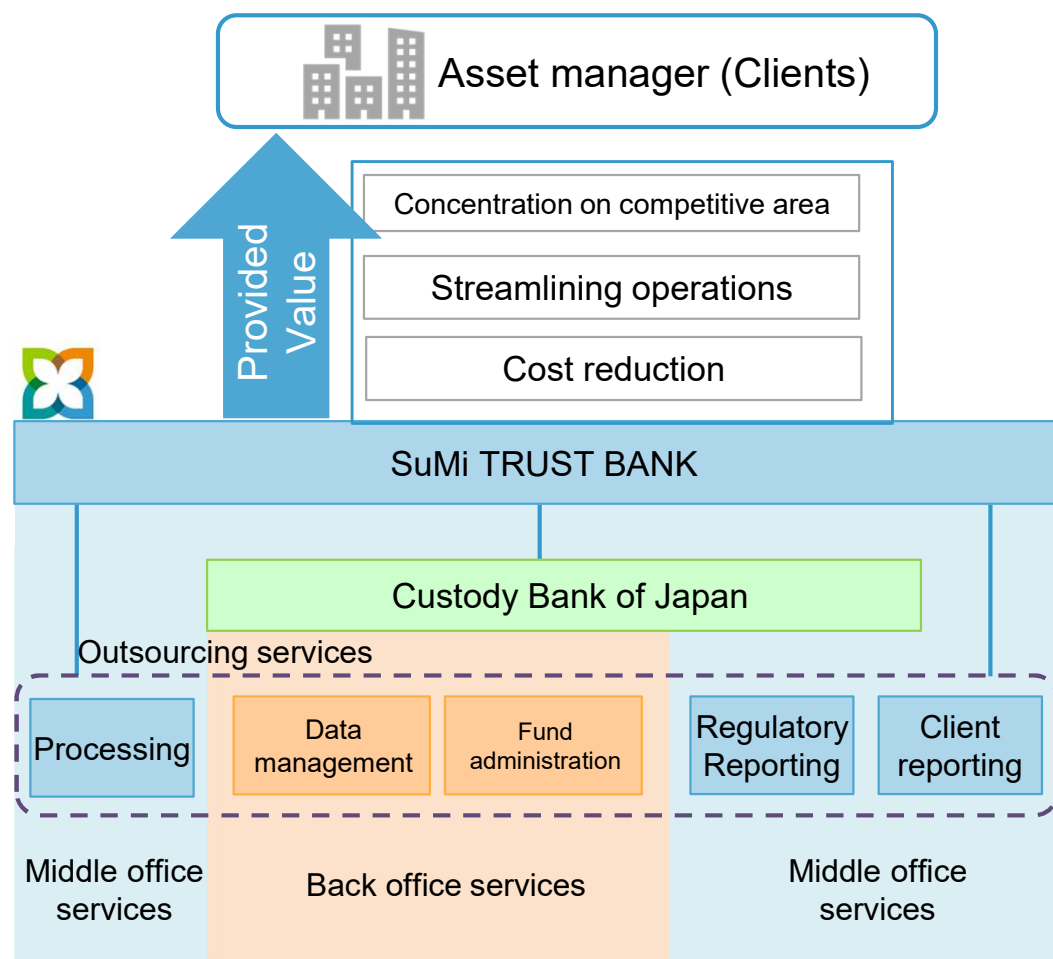 Asset manager (Clients)
Provided
Value
Concentration on competitive area
Streamlining operations
Cost reduction
SuMi TRUST BANK
Custody Bank of Japan
Outsourcing services
Processing
Data
management
Fund
administration
Regulatory
Reporting
Client
reporting
Middle office
services
Back office services
Middle office
services